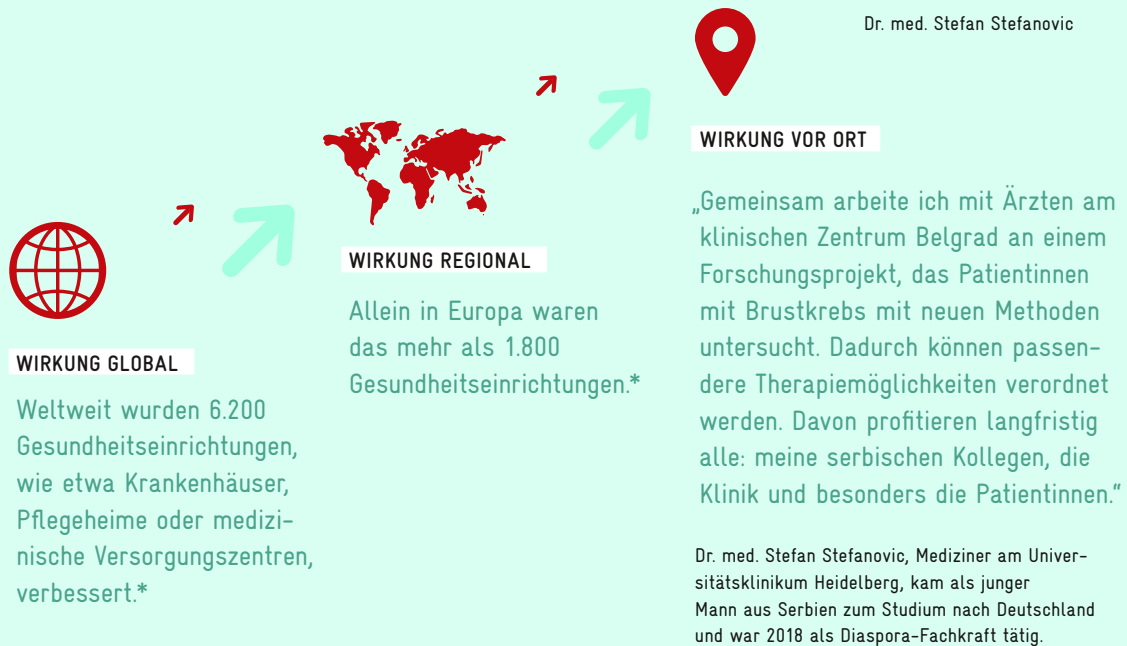 Dr. med. Stefan Stefanovic
WIRKUNG GLOBAL
Weltweit wurden 6.200
Gesundheitseinrichtungen,
wie etwa Krankenhäuser,
Pflegeheime oder medizi-
nische Versorgungszentren,
verbessert.*
WIRKUNG REGIONAL
Allein in Europa waren
das mehr als 1.800
Gesundheitseinrichtungen.*
WIRKUNG VOR ORT
„Gemeinsam arbeite ich mit Ärzten am
klinischen Zentrum Belgrad an einem
Forschungsprojekt, das Patientinnen
mit Brustkrebs mit neuen Methoden
untersucht. Dadurch können passen-
dere Therapiemöglichkeiten verordnet
werden. Davon profitieren langfristig
alle: meine serbischen Kollegen, die
Klinik und besonders die Patientinnen.“
Dr. med. Stefan Stefanovic, Mediziner am Univer-
sitätsklinikum Heidelberg, kam als junger
Mann aus Serbien zum Studium nach Deutschland
und war 2018 als Diaspora-Fachkraft tätig.